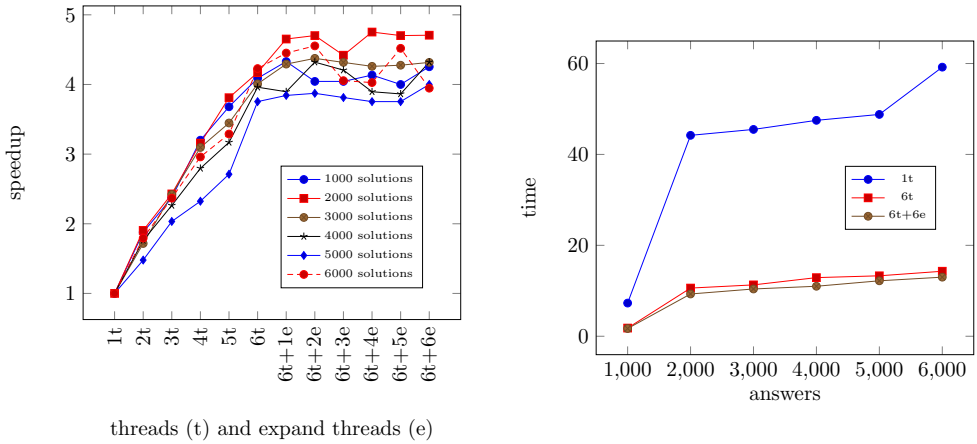 speedup
5
4
3
2
1
1t
2t
3t
4t
5t
6t
6t+1e
6t+2e
6t+3e
6t+4e
6t+5e
6t+6e
threads (t) and expand threads (e)
1000 solutions
2000 solutions
3000 solutions
4000 solutions
5000 solutions
6000 solutions
time
60
40
20
0
1,000
2,000
3,000
4,000
5,000
6,000
answers
1t
6t
6t+6e